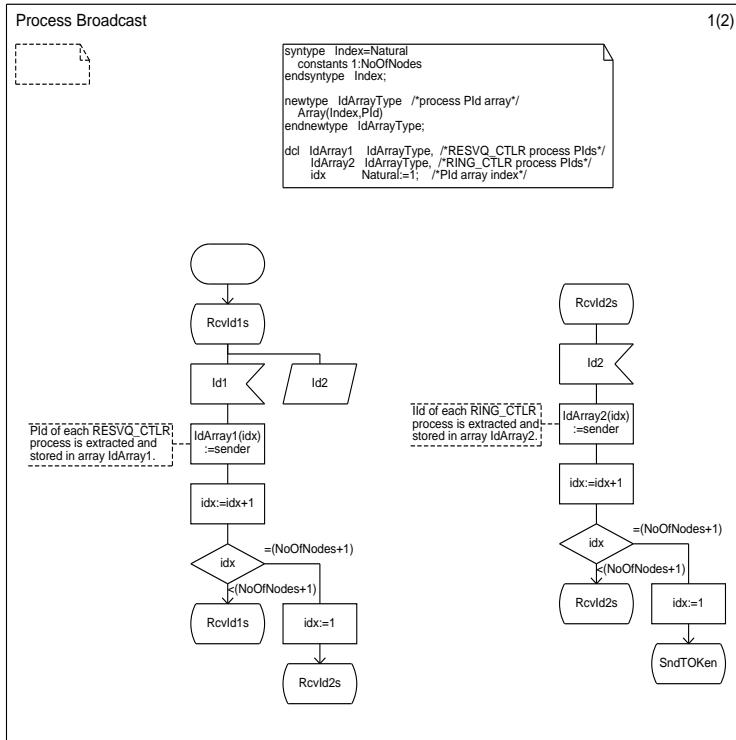 Process Broadcast
1(2)
syntype Index=Natural
constants 1:NoOfNodes
endsyntype Index;
newtype IdArrayType /*process PId array*/
Array(Index,PId)
endnewtype IdArrayType;
dcl IdArray1 IdArrayType, /*RESVQ_CTLR process PIds*/
IdArray2 IdArrayType, /*RING_CTLR process PIds*/
idx Natural:=1; /*PId array index*/
RcvId1s
Id1
Id2
PId of each RESVQ_CTLR
process is extracted and
stored in array IdArray1.
IdArray1(idx)
:=sender
idx:=idx+1
idx
=(NoOfNodes+1)
<(NoOfNodes+1)
RcvId1s
idx:=1
RcvId2s
RcvId2s
Id2
IId of each RING_CTLR
process is extracted and
stored in array IdArray2.
IdArray2(idx)
:=sender
idx:=idx+1
idx
=(NoOfNodes+1)
<(NoOfNodes+1)
RcvId2s
idx:=1
SndTOKen